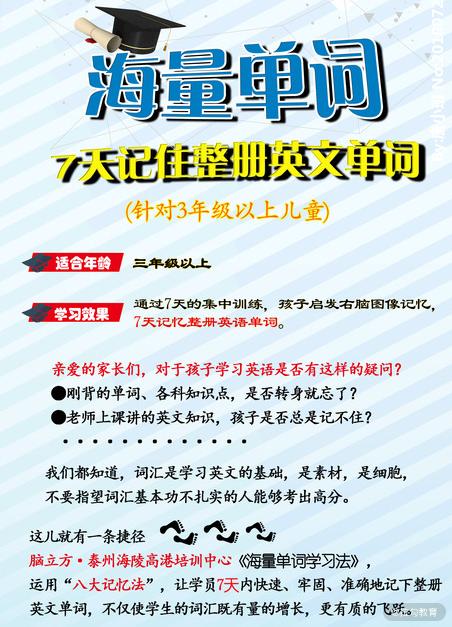 海量单词
7天记住整册英文单词
(针对3年级以上儿童)
适合年龄 三年级以上
学习效果 通过7天的集中训练，孩子启发右脑图像记忆，
7天记忆整册英语单词。
亲爱的家长们，对于孩子学习英语是否有这样的疑问？
●刚背的单词、各科知识点，是否转身就忘了？
●老师上课讲的英文知识，孩子是否总是记不住？
• • • • • • • • • • • • •
我们都知道，词汇是学习英文的基础，是素材，是细胞，
不要指望词汇基本功不扎实的人能够考出高分。
这儿就有一条捷径
脑立方·泰州海陵高港培训中心《海量单词学习法》，
运用“八大记忆法”，让学员7天内快速、牢固、准确地记下整册
英文单词，不仅使学生的词汇既有量的增长，更有质的飞跃。